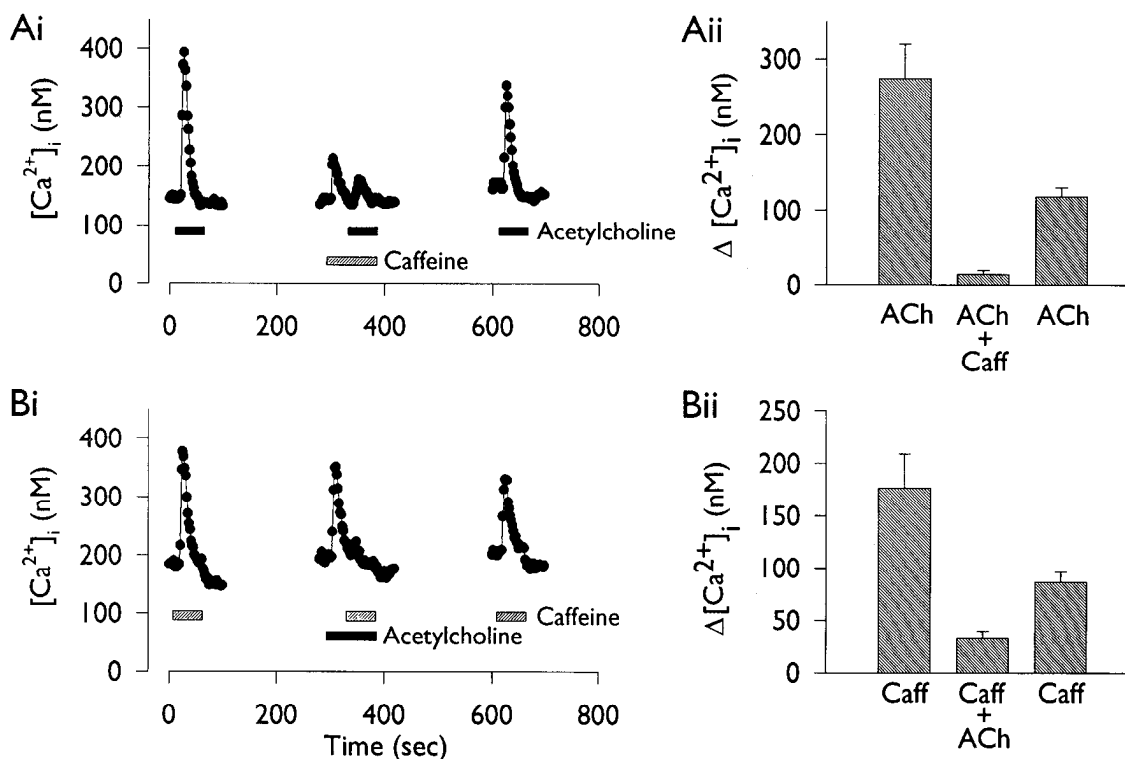 Ai
[Ca2+]i (nM)
400
300
200
100
0
Acetylcholine
Caffeine
0 200 400 600 800
Aii
Δ [Ca2+]i (nM)
300
200
100
0
ACh ACh + Caff ACh
Bi
[Ca2+]i (nM)
400
300
200
100
0
Caffeine
Acetylcholine
0 200 400 600 800
Time (sec)
Bii
Δ[Ca2+]i (nM)
250
200
150
100
50
0
Caff Caff + ACh Caff